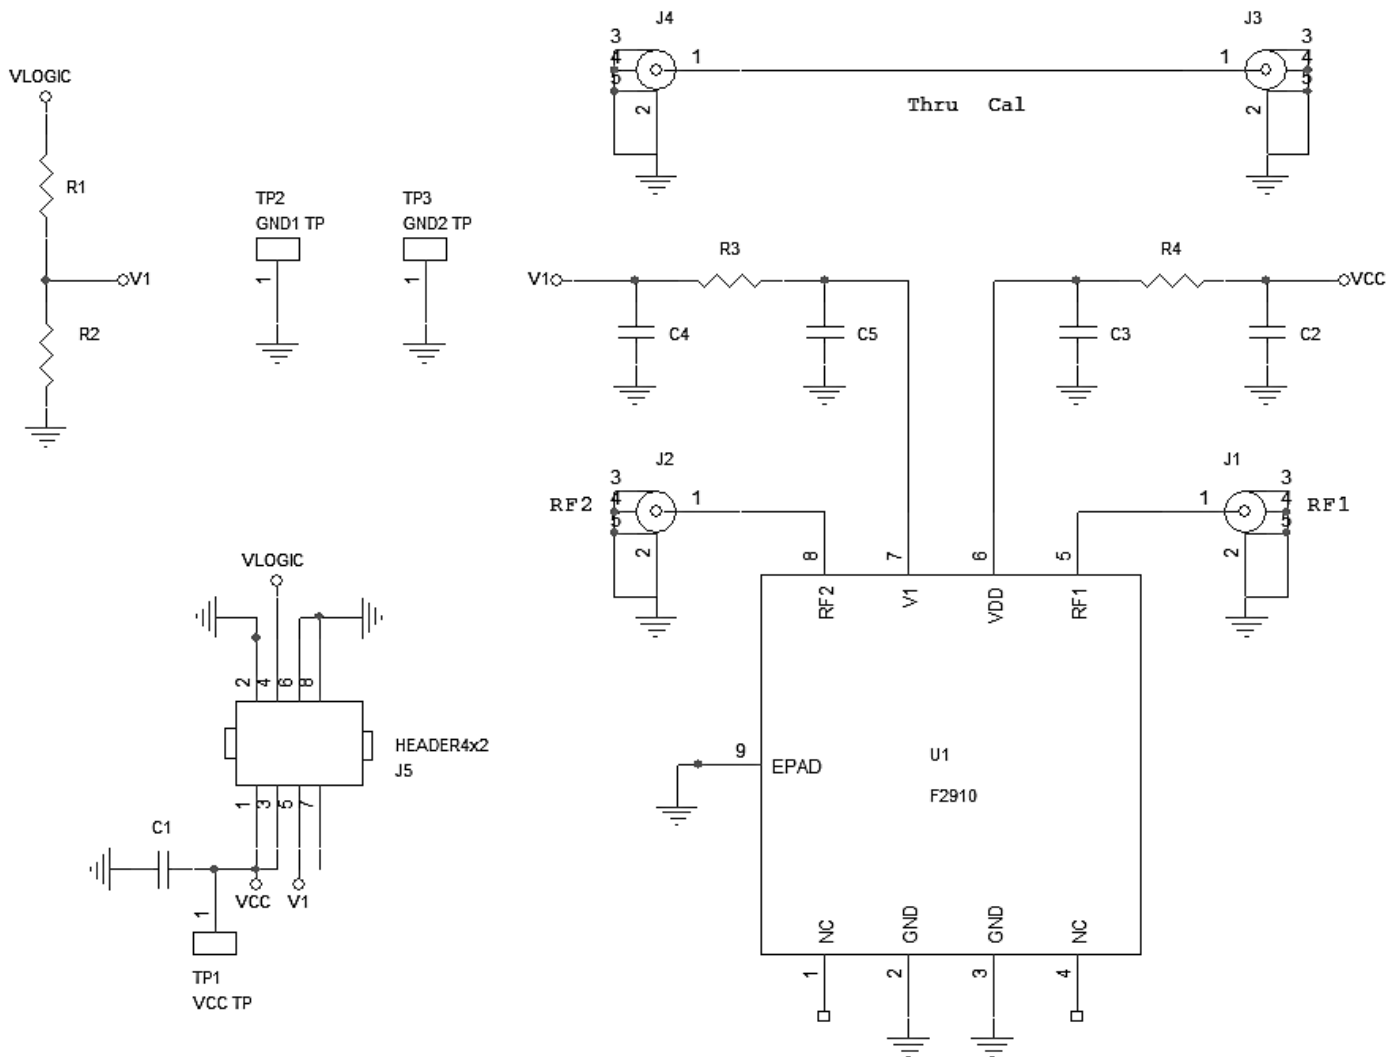 J4
J3
3
4
5
1
2
1
3
4
5
2
Thru Cal
VLOGIC
R1
V1
R2
TP2
GND1 TP
1
TP3
GND2 TP
1
V1
R3
C4
C5
R4
VCC
C3
C2
J2
RF2
3
4
5
1
2
J1
RF1
1
3
4
5
2
8
7
6
5
RF2
V1
VDD
RF1
9
EPAD
U1
F2910
NC
GND
GND
NC
1
2
3
4
VLOGIC
2
4
6
8
HEADER4x2
J5
1
3
5
7
C1
VCC
V1
1
TP1
VCC TP